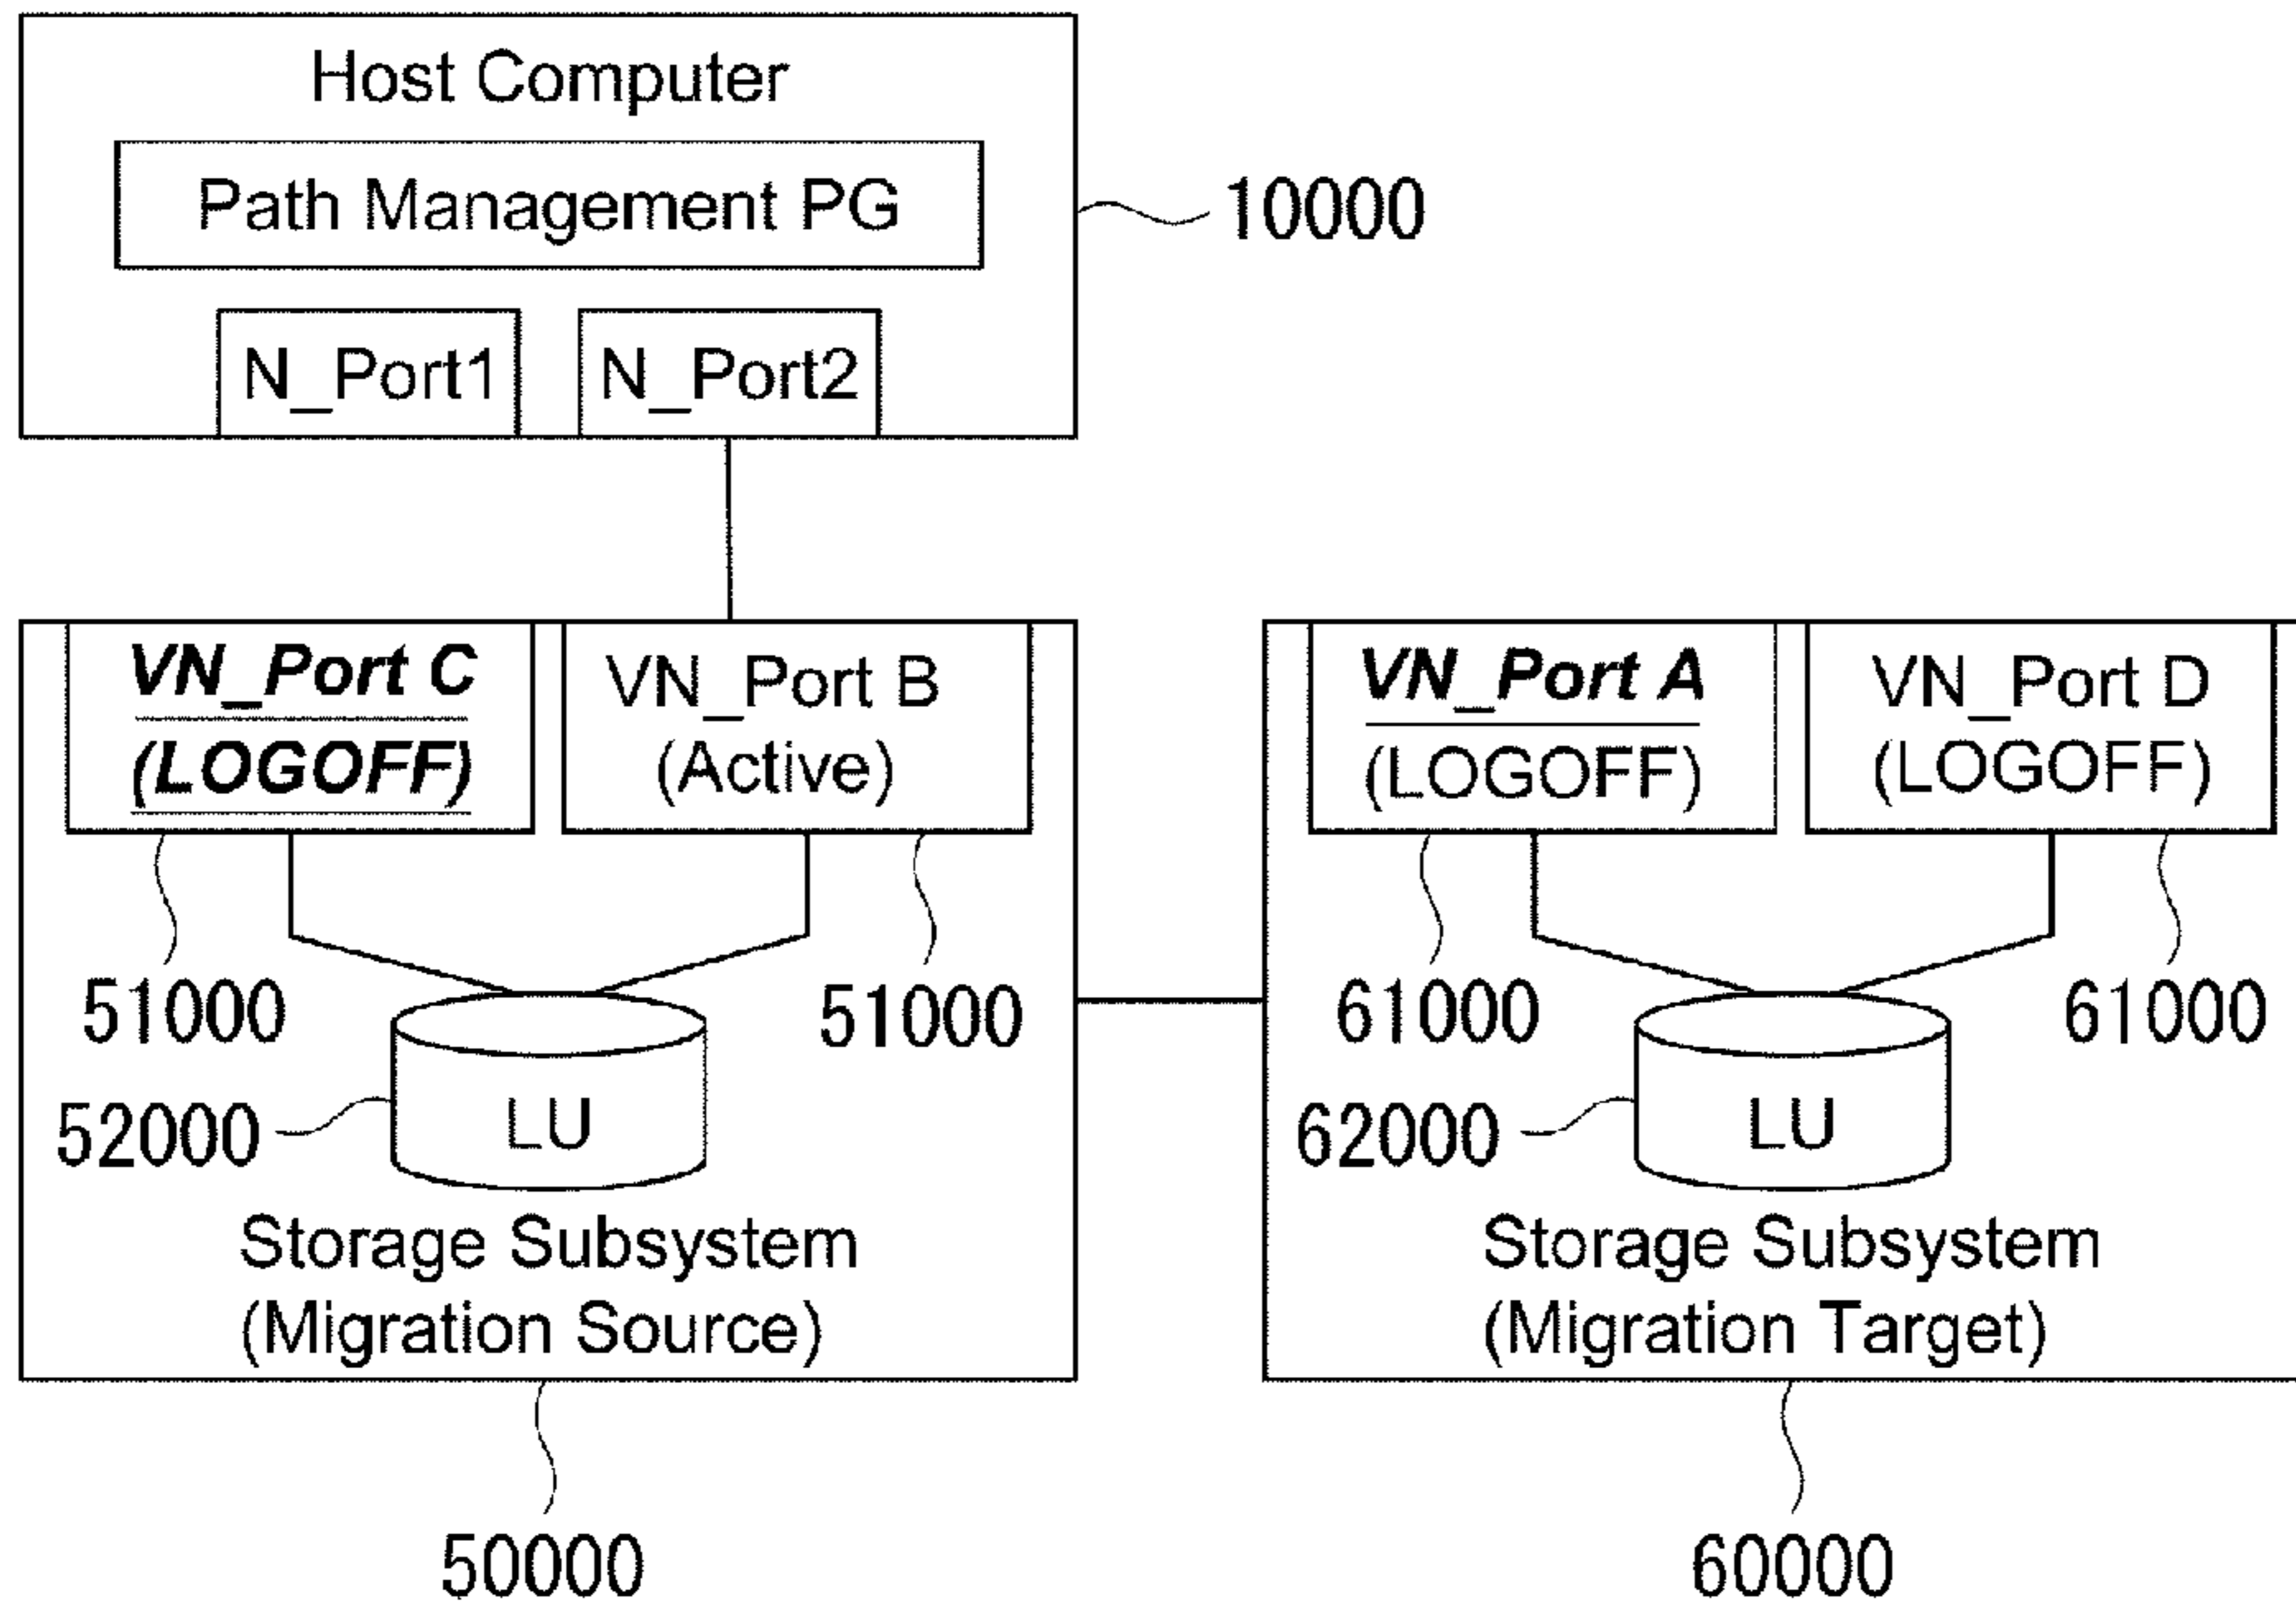 Host Computer
Path Management PG
10000
N_Port1
N_Port2
VN_Port C
(LOGOFF)
VN_Port B
(Active)
VN_Port A
(LOGOFF)
VN_Port D
(LOGOFF)
51000
51000
61000
61000
52000
LU
62000
LU
Storage Subsystem
(Migration Source)
Storage Subsystem
(Migration Target)
50000
60000